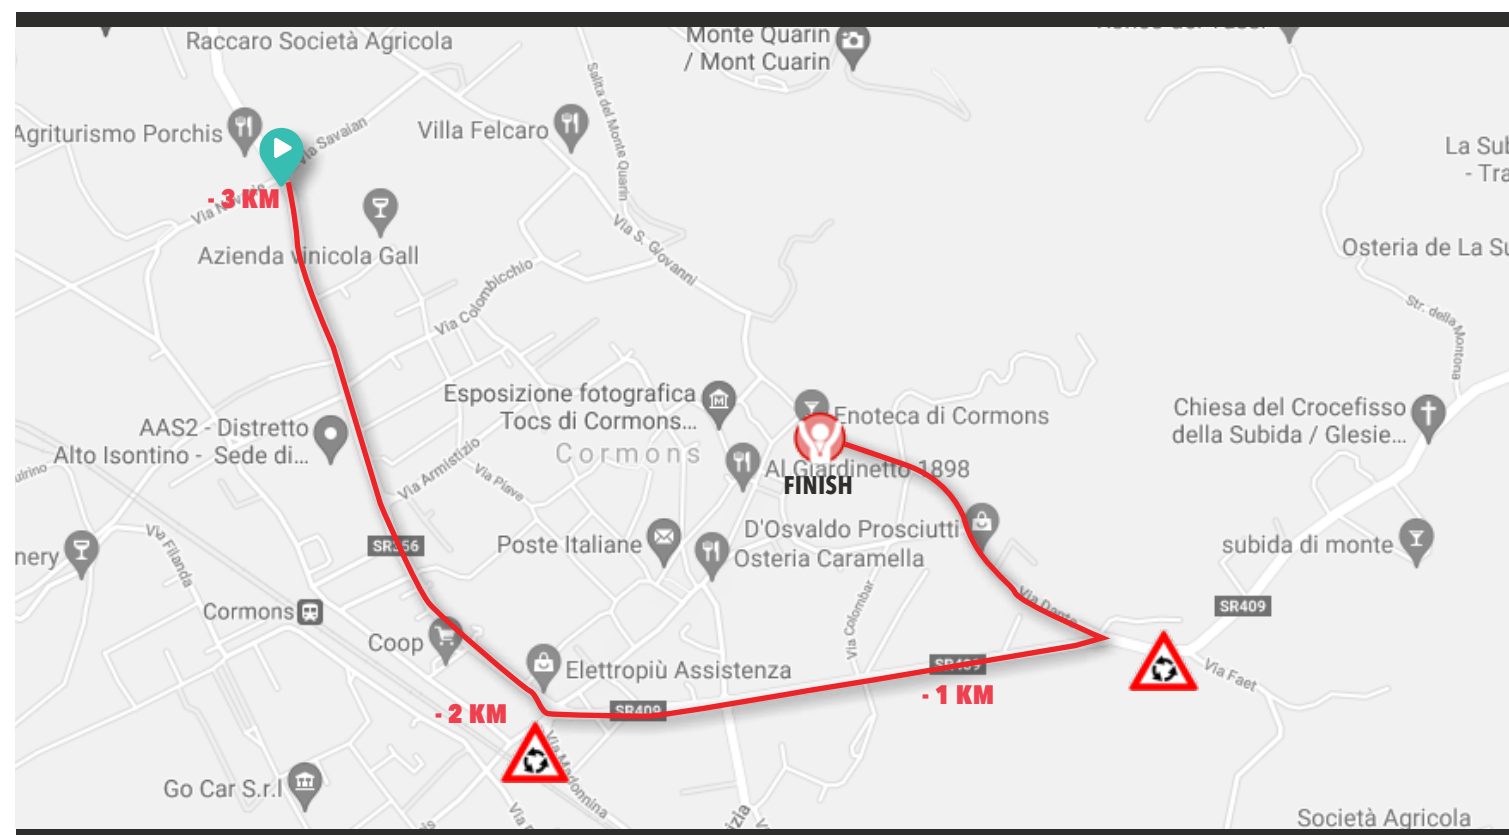 Raccaro Società Agricola
Monte Quarin
/ Mont Cuarin
Salita del Monte Quarin
Agriturismo Porchis
Via Savaian
Villa Felcaro
La Sub
- Tra
- 3 KM
Via S. Giovanni
Azienda vinicola Gall
Via Colombicchio
Osteria de La Su
Str. della Montona
Esposizione fotografica
Tocs di Cormons...
Enoteca di Cormons
Chiesa del Crocefisso
della Subida / Glesie...
AAS2 - Distretto
Alto Isontino - Sede di...
Cormons
Al Giardinetto 1898
FINISH
Via Armistizio
Via Piave
Via Filanda
SR356
Poste Italiane
D'Osvaldo Prosciutti
Osteria Caramella
subida di monte
nery
Via Dante
SR409
Cormons
Via Colombar
Coop
Elettropiù Assistenza
SR409
Via Faet
- 1 KM
- 2 KM
SR409
Via Madonnina
Go Car S.r.l
Società Agricola